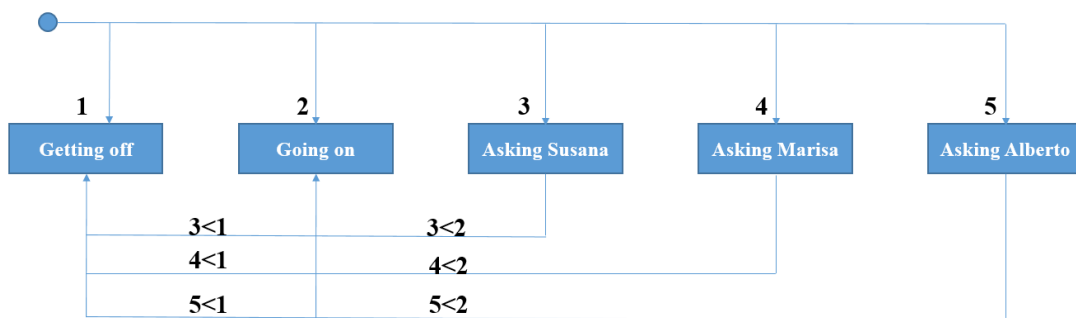 1 2 3 4 5
Getting off Going on Asking Susana Asking Marisa Asking Alberto
3<1 3<2
4<1 4<2
5<1 5<2